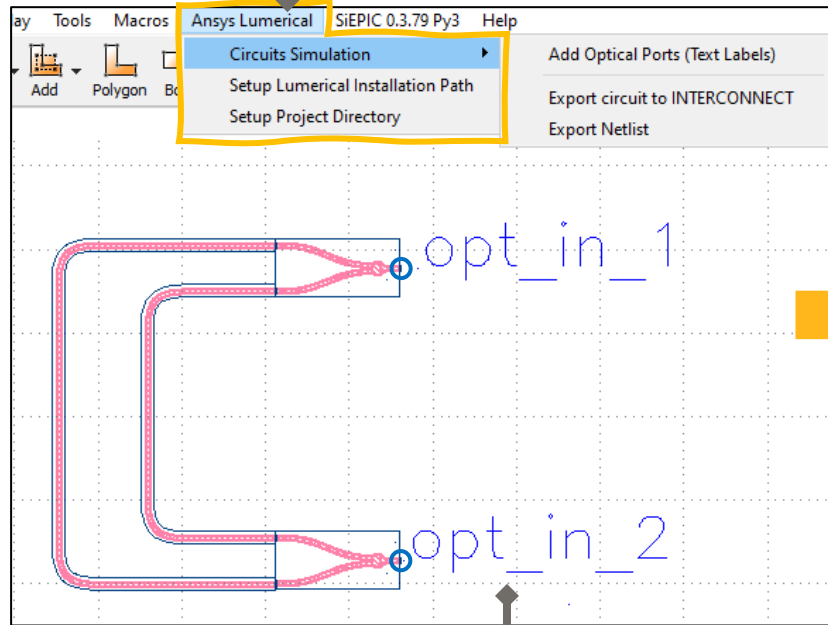 ay Tools Macros Ansys Lumerical SiEPIC 0.3.79 Py3 Help
Circuits Simulation
Add Optical Ports (Text Labels)
Add Polygon Bo
Setup Lumerical Installation Path
Export circuit to INTERCONNECT
Setup Project Directory
Export Netlist
opt_in_1
opt_in_2